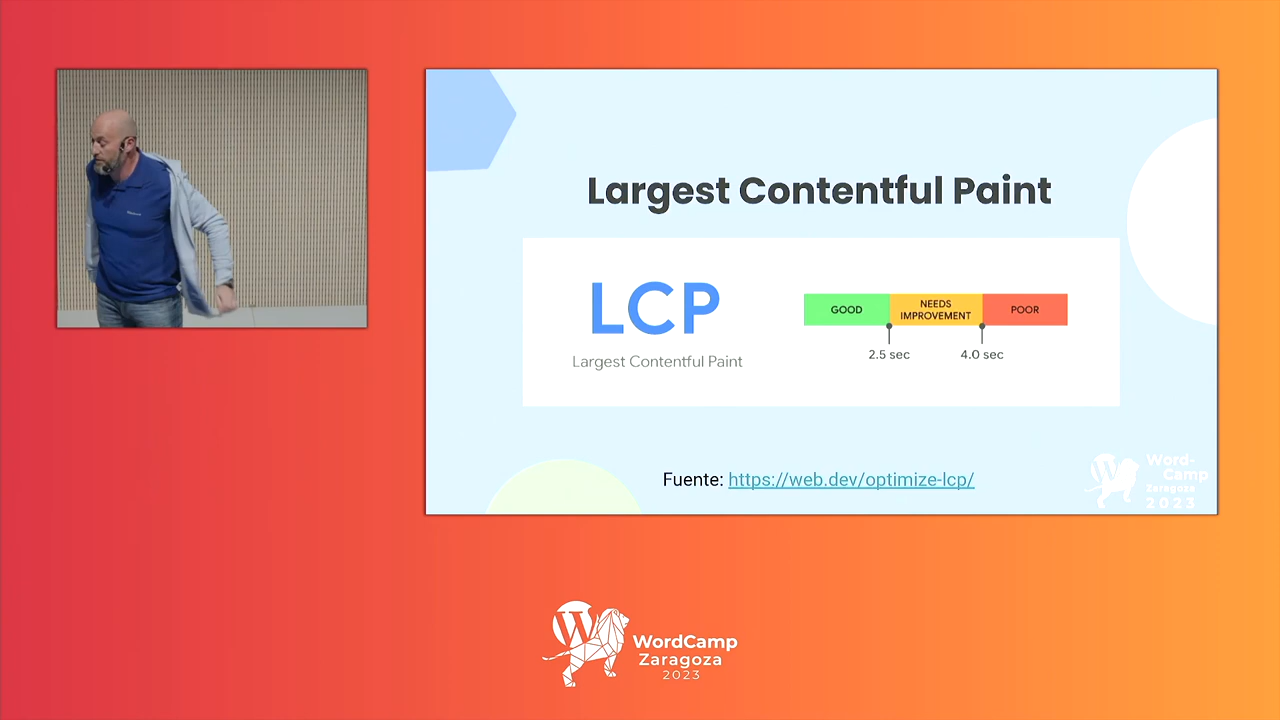 Largest Contentful Paint
LCP
Largest Contentful Paint
GOOD
NEEDS
IMPROVEMENT
POOR
2.5 sec
4.0 sec
Fuente: https://web.dev/optimize-lcp/
Word-
Camp
Zaragoza
2023
WordCamp
Zaragoza
2023